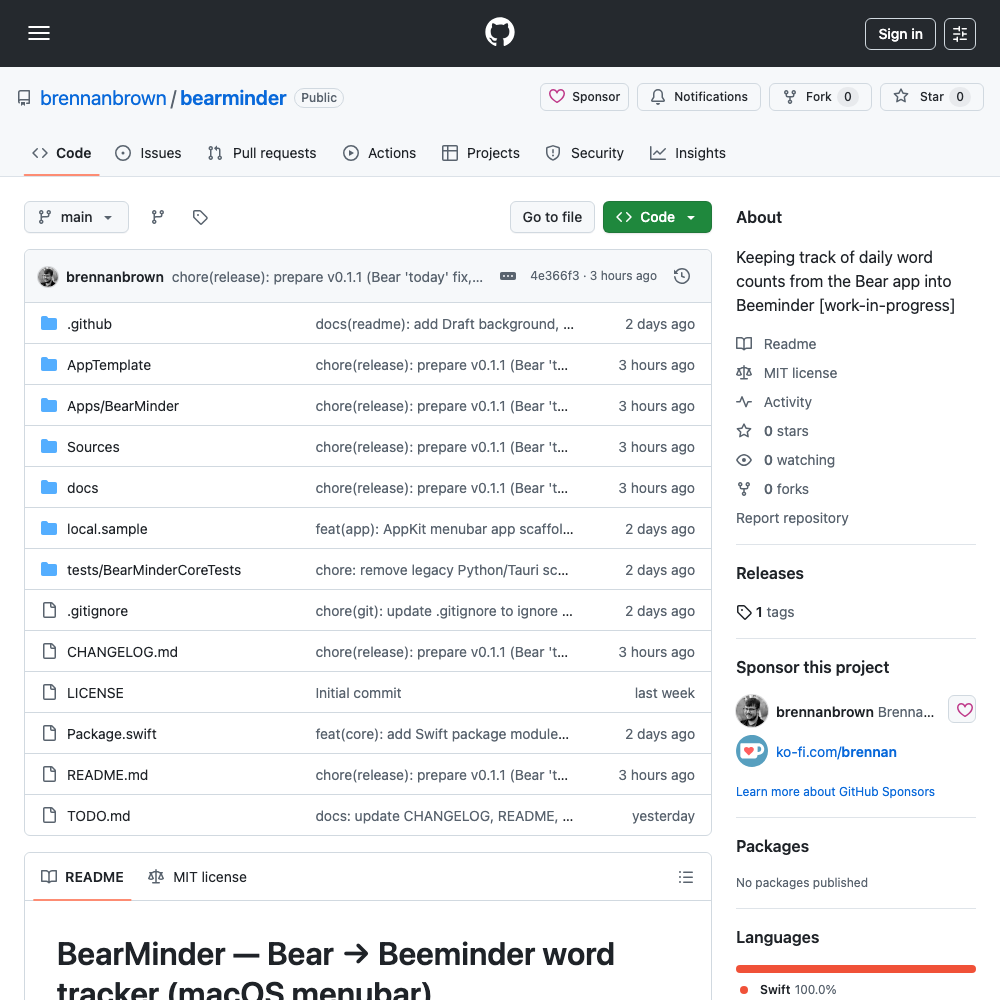 Sign in
brennanbrown / bearminder Public
Sponsor Notifications Fork 0 Star 0
Code Issues Pull requests Actions Projects Security Insights
main Go to file Code
brennanbrown chore(release): prepare v0.1.1 (Bear 'today' fix,... 4e366f3 · 3 hours ago
.github docs(readme): add Draft background, ... 2 days ago
AppTemplate chore(release): prepare v0.1.1 (Bear 't... 3 hours ago
Apps/BearMinder chore(release): prepare v0.1.1 (Bear 't... 3 hours ago
Sources chore(release): prepare v0.1.1 (Bear 't... 3 hours ago
docs chore(release): prepare v0.1.1 (Bear 't... 3 hours ago
local.sample feat(app): AppKit menubar app scaffol... 2 days ago
tests/BearMinderCoreTests chore: remove legacy Python/Tauri sc... 2 days ago
.gitignore chore(git): update .gitignore to ignore ... 2 days ago
CHANGELOG.md chore(release): prepare v0.1.1 (Bear 't... 3 hours ago
LICENSE Initial commit last week
Package.swift feat(core): add Swift package module... 2 days ago
README.md chore(release): prepare v0.1.1 (Bear 't... 3 hours ago
TODO.md docs: update CHANGELOG, README, ... yesterday
README MIT license
BearMinder — Bear → Beeminder word
tracker (macOS menubar)
About
Keeping track of daily word
counts from the Bear app into
Beeminder [work-in-progress]
Readme
MIT license
Activity
0 stars
0 watching
0 forks
Report repository
Releases
1 tags
Sponsor this project
brennanbrown Brenna...
ko-fi.com/brennan
Learn more about GitHub Sponsors
Packages
No packages published
Languages
Swift 100.0%